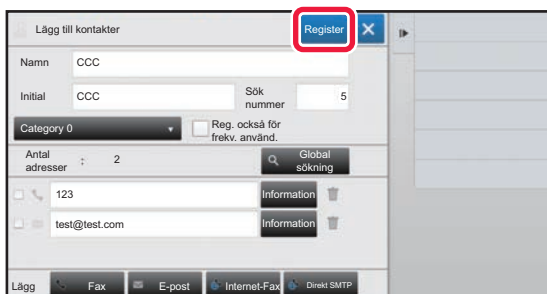 Lägg till kontakter Register
Namn CCC
Initial CCC Sök nummer 5
Category 0 Reg. också för frekv. använd.
Antal adresser : 2 Global sökning
123 Information
test@test.com Information
Lägg Fax E-post Internet-Fax Direkt SMTP